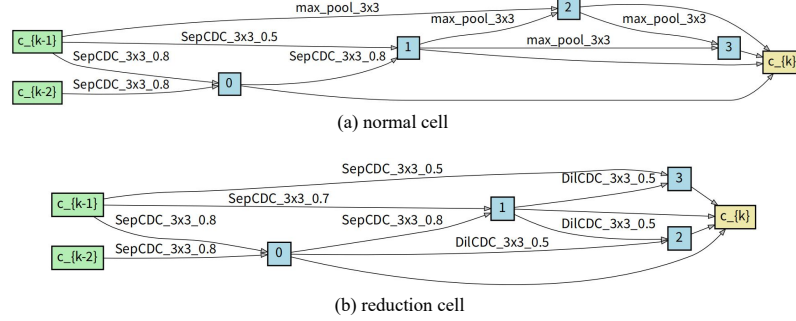 max_pool_3x3
2
c_{k-1}
SepCDC_3x3_0.5
max_pool_3x3
max_pool_3x3
SepCDC_3x3_0.8
1
max_pool_3x3
3
SepCDC_3x3_0.8
c_{k}
c_{k-2}
SepCDC_3x3_0.8
0
(a) normal cell
SepCDC_3x3_0.5
DilCDC_3x3_0.5
3
c_{k-1}
SepCDC_3x3_0.7
1
SepCDC_3x3_0.8
SepCDC_3x3_0.8
DilCDC_3x3_0.5
c_{k}
c_{k-2}
SepCDC_3x3_0.8
0
DilCDC_3x3_0.5
2
(b) reduction cell